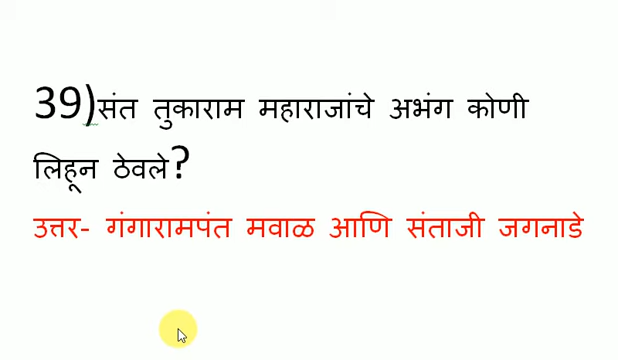 39)संत तुकाराम महाराजांचे अभंग कोणी
लिहून ठेवले?
उत्तर- गंगारामपंत मवाळ आणि संताजी जगनाडे